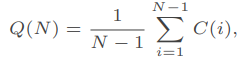 Q(N) = \frac{1}{N-1} \sum_{i=1}^{N-1} C(i),